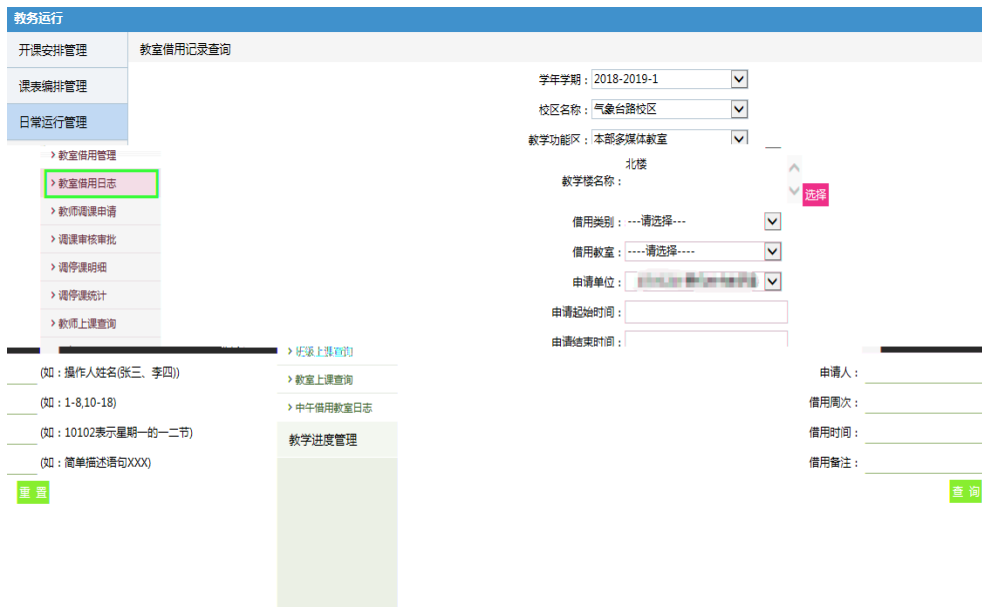 教务运行
开课安排管理
教室借用记录查询
课表编排管理
日常运行管理
学年学期：2018-2019-1
校区名称：气象台路校区
教学功能区：本部多媒体教室
教室借用管理
教室借用日志
教师调课申请
调课审核审批
调停课明细
调停课统计
教师上课查询
北楼
教学楼名称：
选择
借用类别：---请选择---
借用教室：----请选择----
申请单位：
申请起始时间：
申请结束时间：
班级上课查询
教室上课查询
中午借用教室日志
教学进度管理
(如：操作人姓名(张三、李四))
(如：1-8,10-18)
(如：10102表示星期一的一二节)
(如：简单描述语句XXX)
重 置
申请人：
借用周次：
借用时间：
借用备注：
查 询